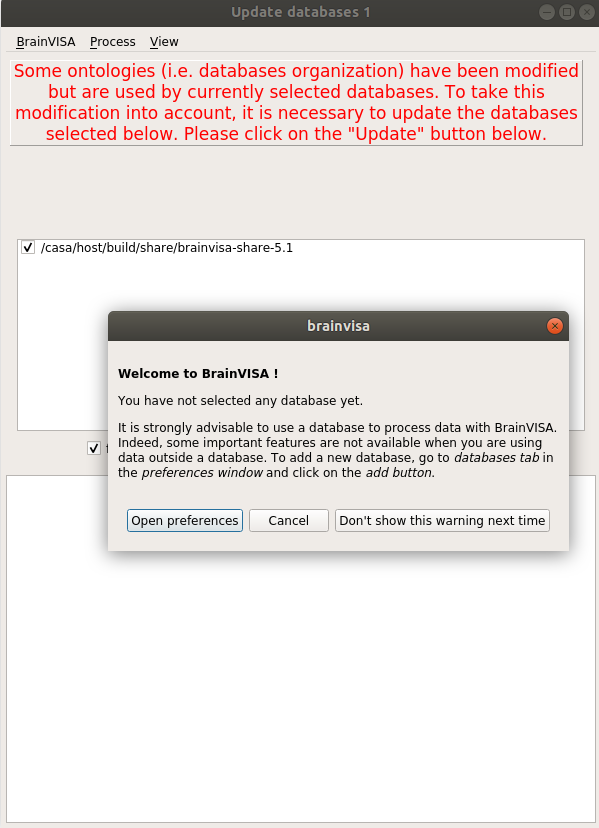 Update databases 1
BrainVISA Process View
Some ontologies (i.e. databases organization) have been modified
but are used by currently selected databases. To take this
modification into account, it is necessary to update the databases
selected below. Please click on the "Update" button below.
/casa/host/build/share/brainvisa-share-5.1
brainvisa
Welcome to BrainVISA !
You have not selected any database yet.
It is strongly advisable to use a database to process data with BrainVISA.
Indeed, some important features are not available when you are using
data outside a database. To add a new database, go to databases tab in
the preferences window and click on the add button.
Open preferences Cancel Don't show this warning next time